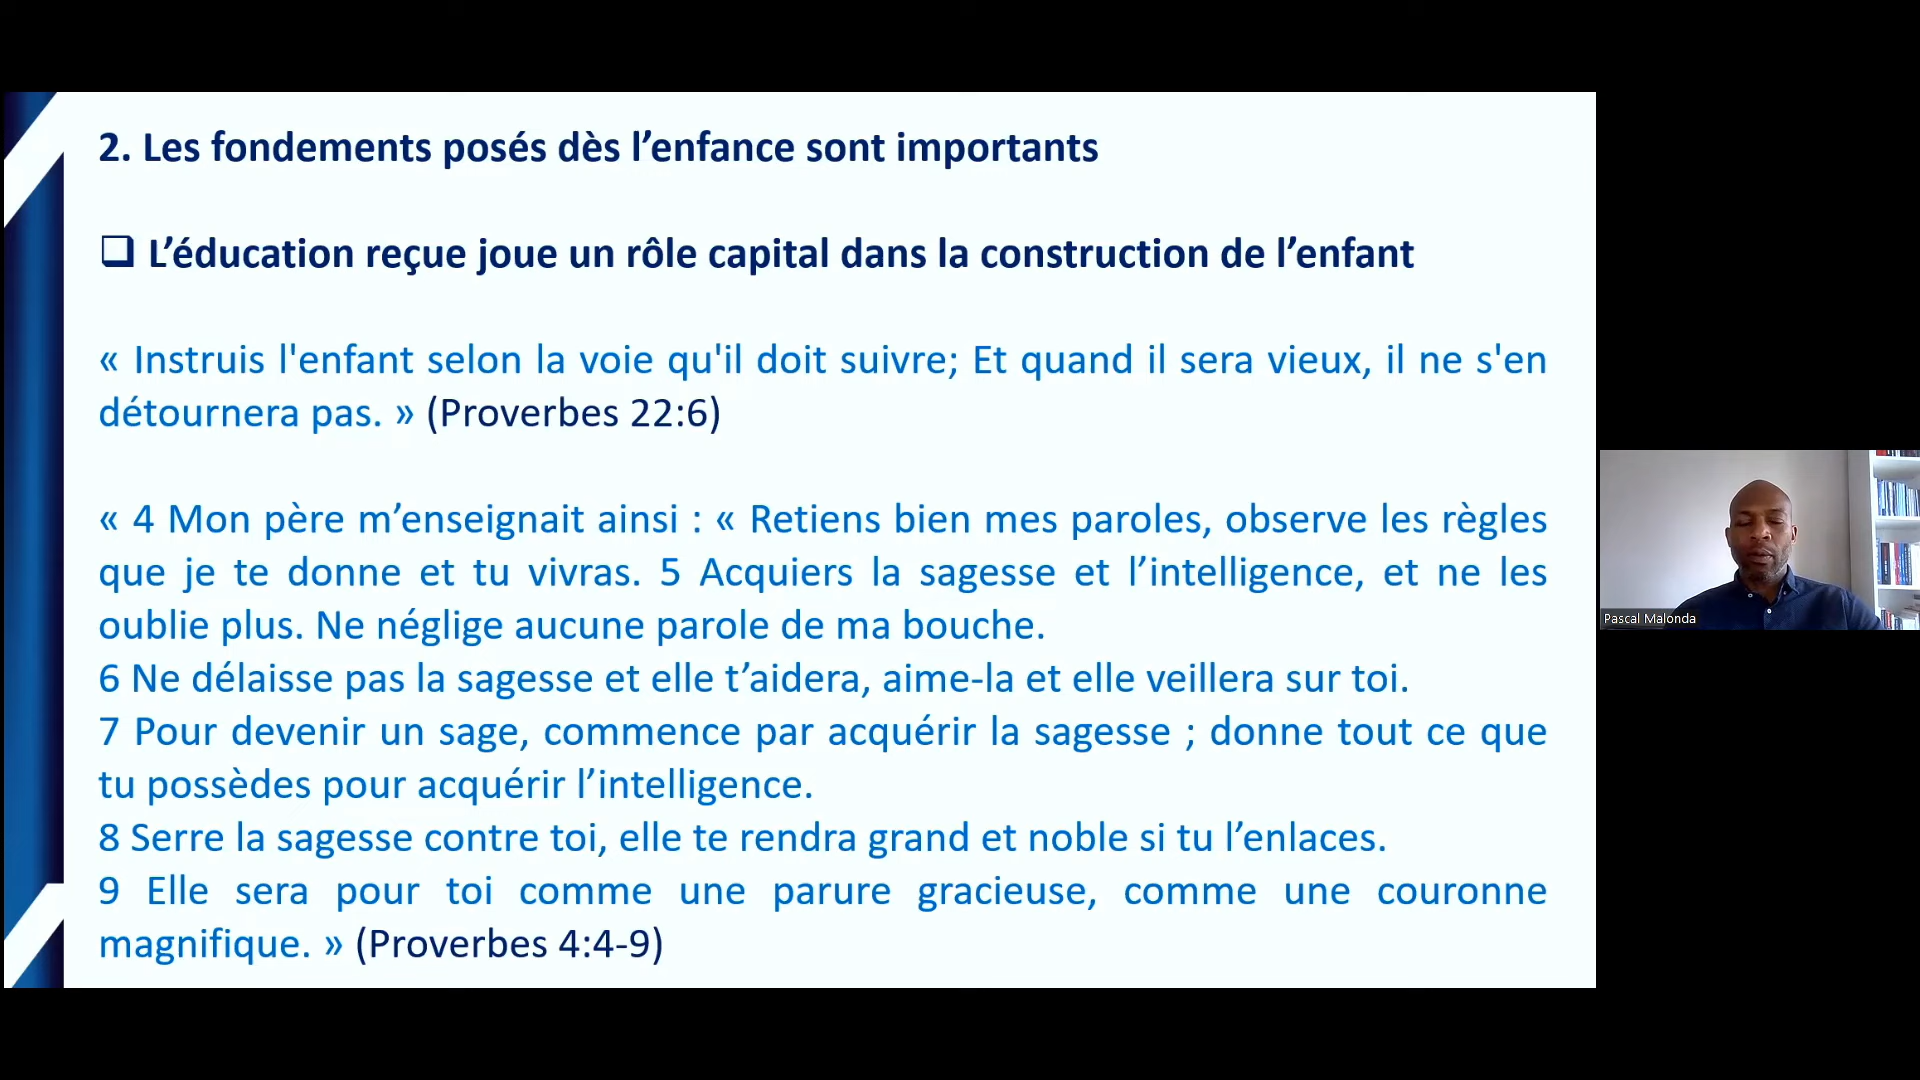 2. Les fondements posés dès l’enfance sont importants
❑ L’éducation reçue joue un rôle capital dans la construction de l’enfant
« Instruis l'enfant selon la voie qu'il doit suivre; Et quand il sera vieux, il ne s'en
détournera pas. » (Proverbes 22:6)
« 4 Mon père m’enseignait ainsi : « Retiens bien mes paroles, observe les règles
que je te donne et tu vivras. 5 Acquiers la sagesse et l’intelligence, et ne les
oublie plus. Ne néglige aucune parole de ma bouche.
6 Ne délaisse pas la sagesse et elle t’aidera, aime-la et elle veillera sur toi.
7 Pour devenir un sage, commence par acquérir la sagesse ; donne tout ce que
tu possèdes pour acquérir l’intelligence.
8 Serre la sagesse contre toi, elle te rendra grand et noble si tu l’enlaces.
9 Elle sera pour toi comme une parure gracieuse, comme une couronne
magnifique. » (Proverbes 4:4-9)
Pascal Malonda